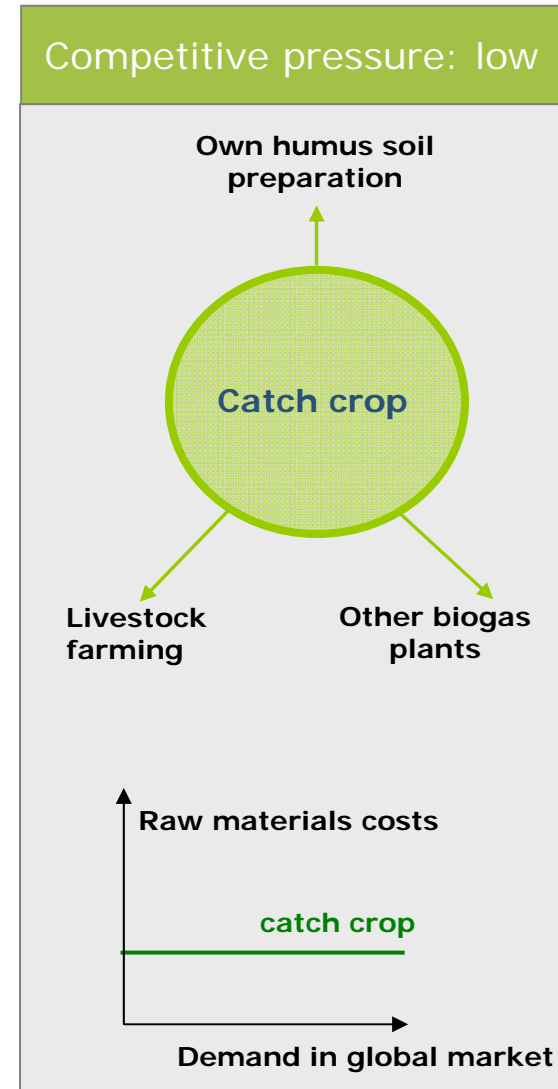 Competitive pressure: low
Own humus soil
preparation
Catch crop
Livestock
farming
Other biogas
plants
Raw materials costs
catch crop
Demand in global market